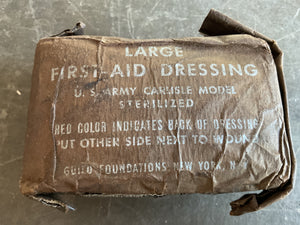 LARGE
FIRST-AID DRESSING
U. S. ARMY CARLISLE MODEL
STERILIZED
RED COLOR INDICATES BACK OF DRESSING
PUT OTHER SIDE NEXT TO WOUND
GUILD FOUNDATIONS NEW YORK, N.